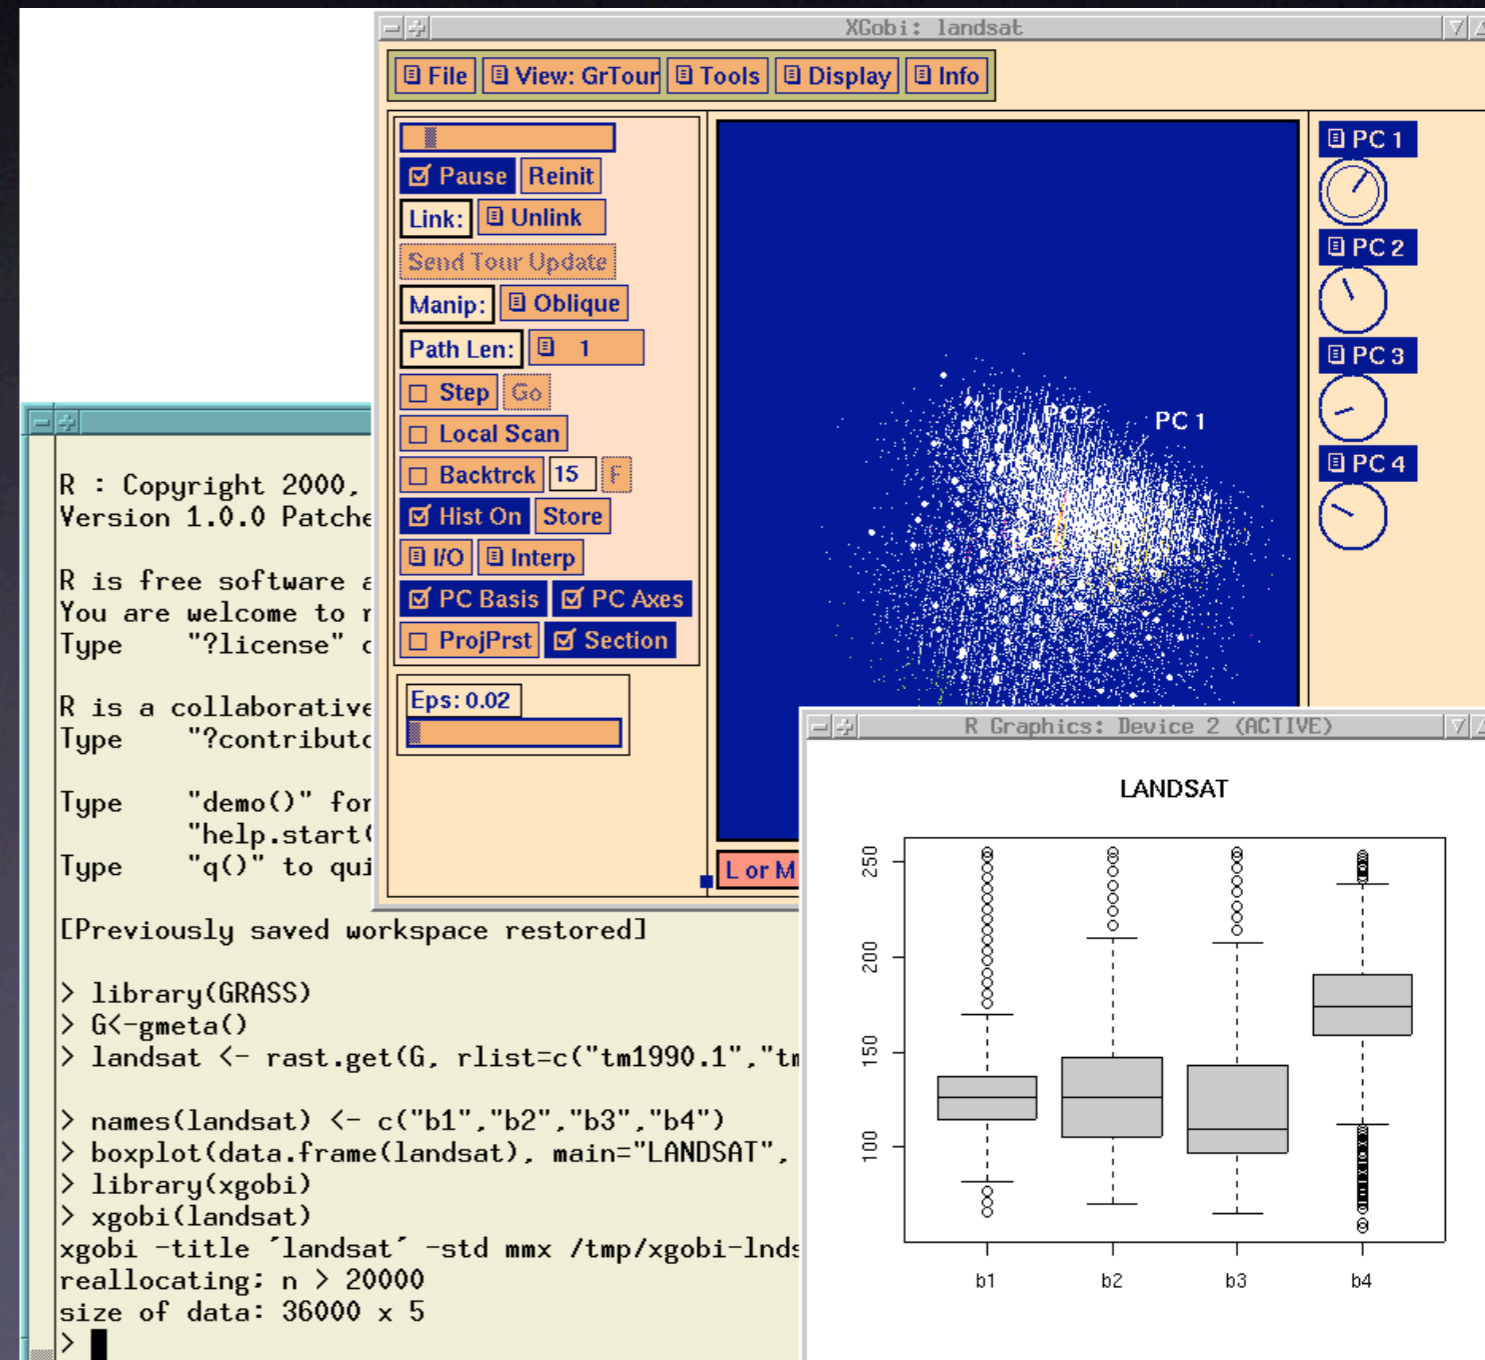 XGobi: landsat
File View: GrTour Tools Display Info
Pause Reinit
Link: Unlink
Send Tour Update
Manip: Oblique
Path Len: 1
Step Go
Local Scan
Backtrck 15 F
Hist On Store
I/O Interp
PC Basis PC Axes
ProjPrst Section
Eps: 0.02
PC 2 PC 1
L or M
PC 1
PC 2
PC 3
PC 4
R : Copyright 2000,
Version 1.0.0 Patche
R is free software a
You are welcome to r
Type "?license" o
R is a collaborative
Type "?contributo
Type "demo()" for
"help.start(
Type "q()" to qui
[Previously saved workspace restored]
> library(GRASS)
> G<-gmeta()
> landsat <- rast.get(G, rlist=c("tm1990.1","tm
> names(landsat) <- c("b1","b2","b3","b4")
> boxplot(data.frame(landsat), main="LANDSAT",
> library(xgobi)
> xgobi(landsat)
xgobi -title ´landsat´ -std mmx /tmp/xgobi-lnds
reallocating: n > 20000
size of data: 36000 x 5
>
R Graphics: Device 2 (ACTIVE)
LANDSAT
250
200
150
100
b1 b2 b3 b4